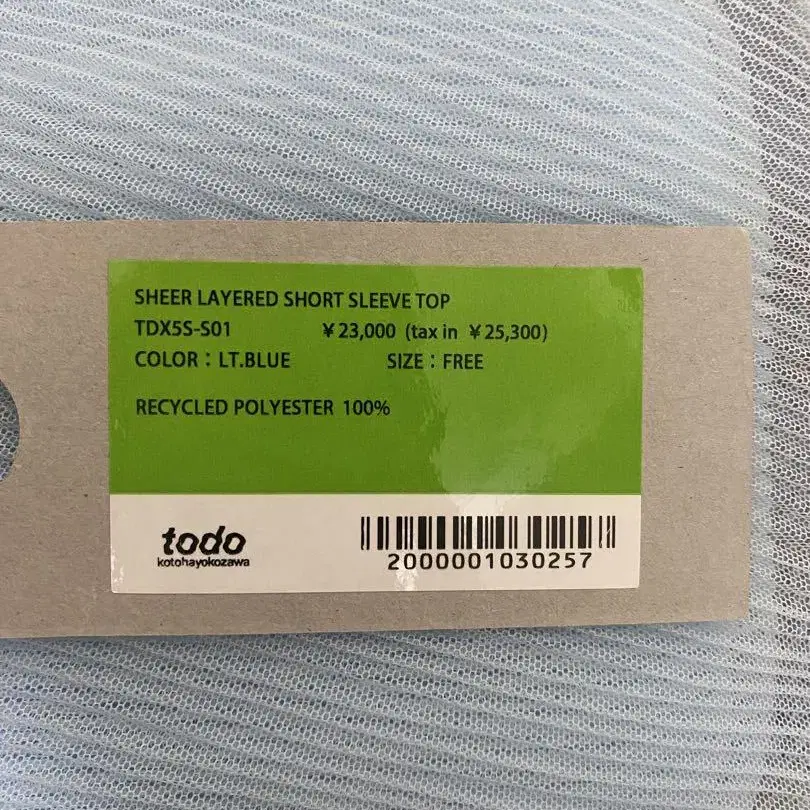 SHEER LAYERED SHORT SLEEVE TOP
TDX5S-S01 ￥23,000 (tax in ￥25,300)
COLOR：LT.BLUE SIZE：FREE
RECYCLED POLYESTER 100%
todo
kotohayokozawa
2000001030257